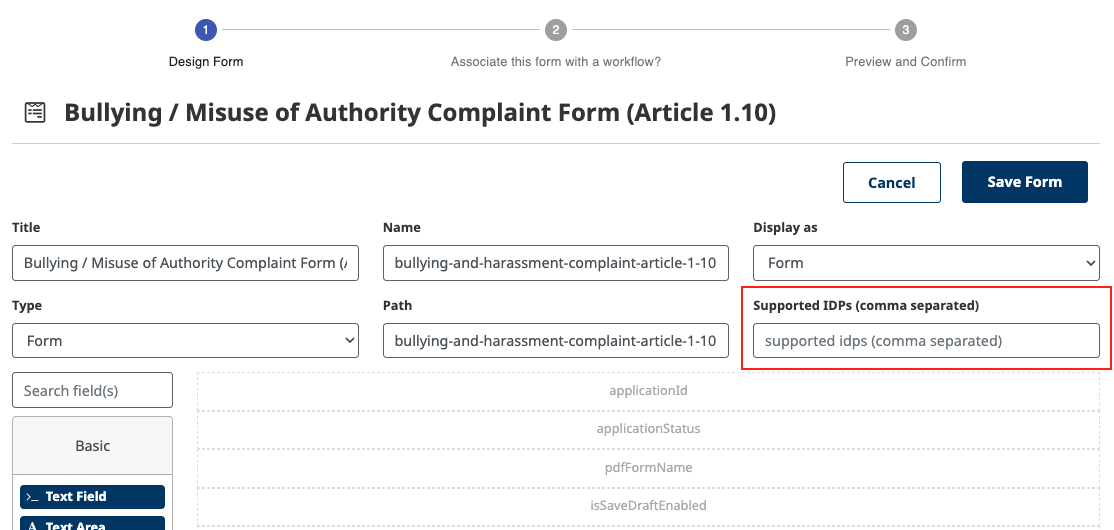 1
2
3
Design Form
Associate this form with a workflow?
Preview and Confirm
Bullying / Misuse of Authority Complaint Form (Article 1.10)
Cancel
Save Form
Title
Name
Display as
Bullying / Misuse of Authority Complaint Form (A
bullying-and-harassment-complaint-article-1-10
Form
Type
Path
Supported IDPs (comma separated)
Form
bullying-and-harassment-complaint-article-1-10
supported idps (comma separated)
Search field(s)
applicationId
applicationStatus
Basic
pdfFormName
Text Field
isSaveDraftEnabled
A Text Area